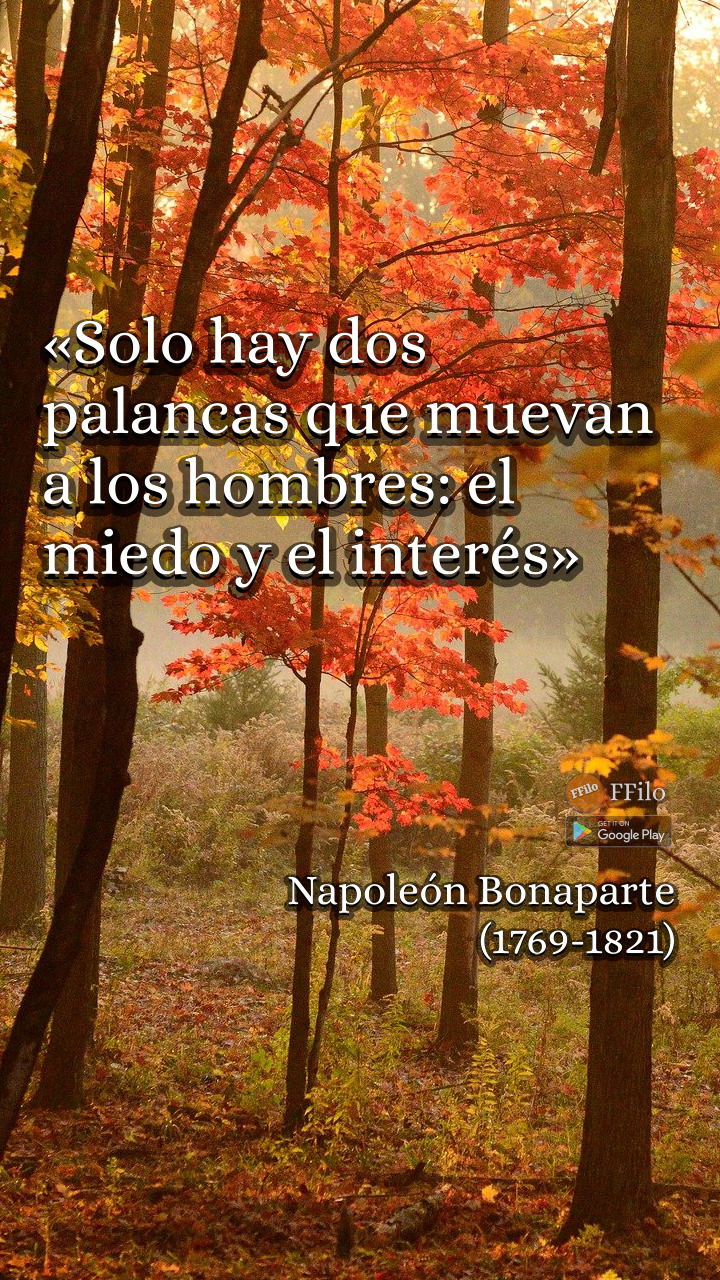 «Solo hay dos
palancas que muevan
a los hombres: el
miedo y el interés»
FFilo FFilo
GET IT ON
Google Play
Napoleón Bonaparte
(1769-1821)